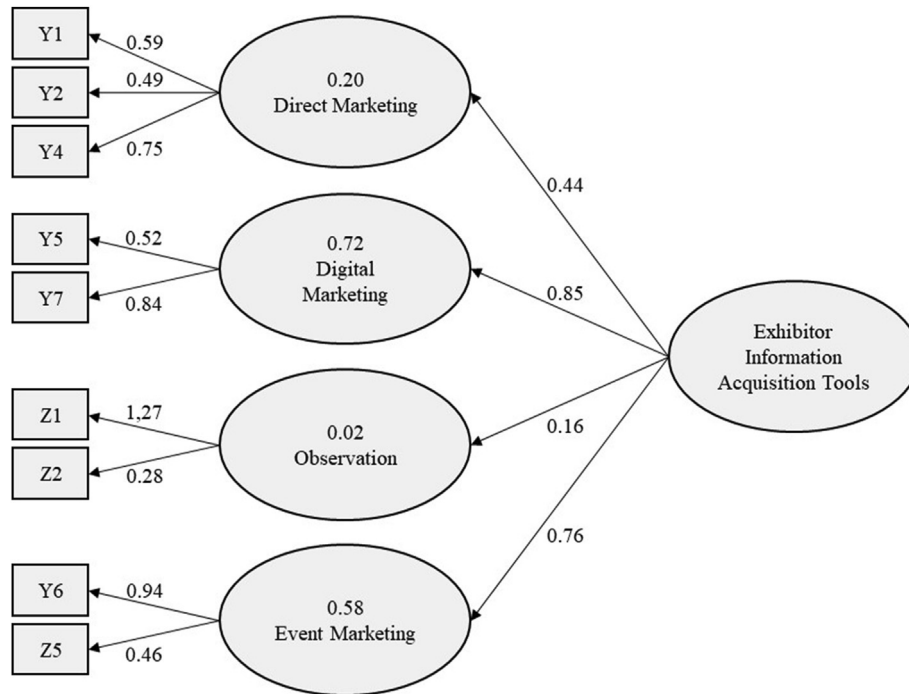 Y1
0.59
Y2
0.49
Y4
0.75
0.20
Direct Marketing
0.44
Y5
0.52
Y7
0.84
0.72
Digital
Marketing
0.85
Z1
1,27
Z2
0.28
0.02
Observation
0.16
Y6
0.94
Z5
0.46
0.58
Event Marketing
0.76
Exhibitor
Information
Acquisition Tools